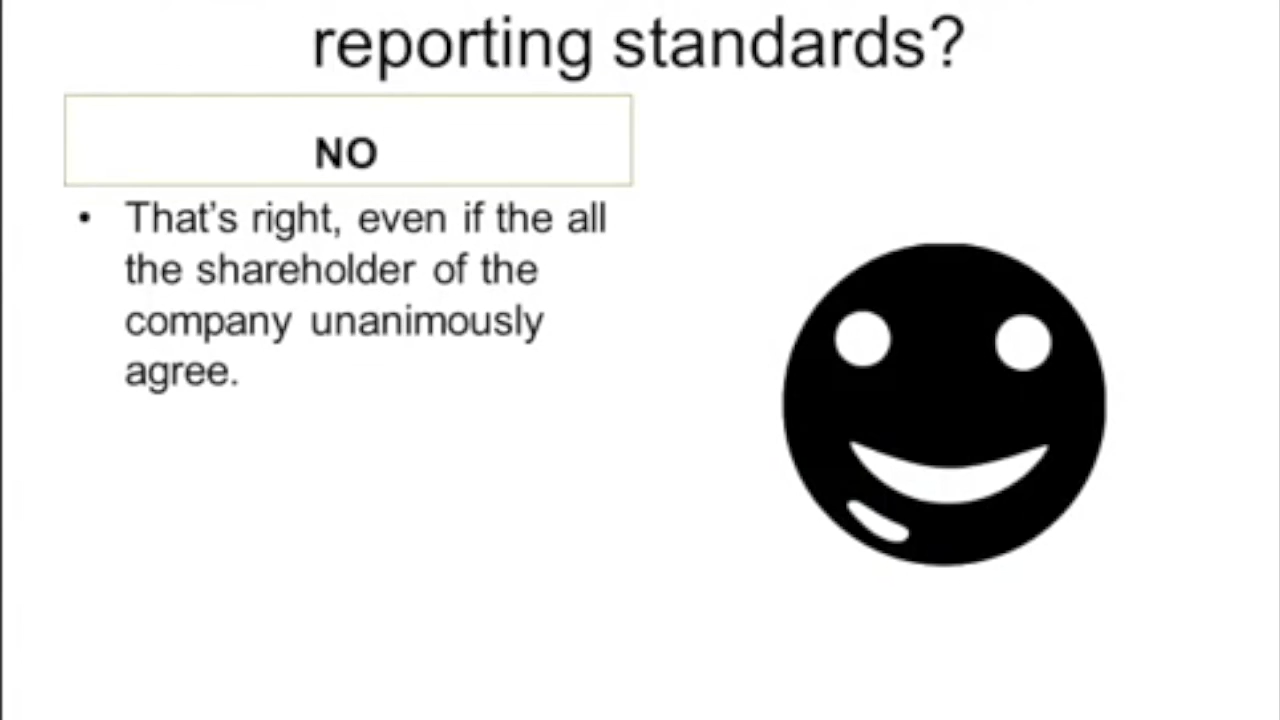 reporting standards?
NO
• That's right, even if the all
the shareholder of the
company unanimously
agree.